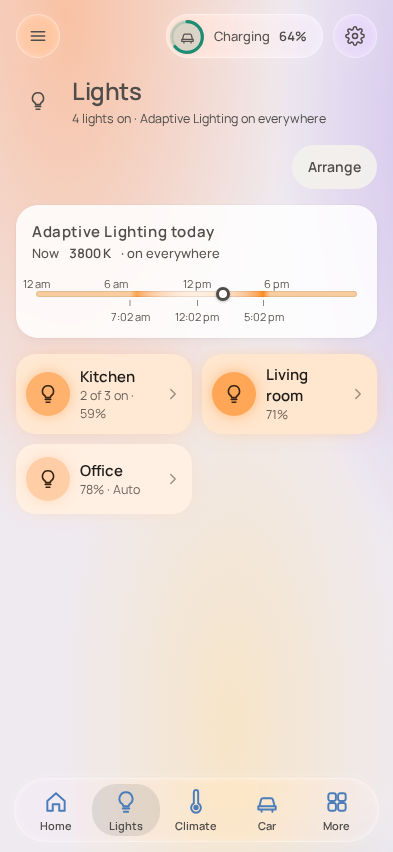 Charging 64%
Lights
4 lights on · Adaptive Lighting on everywhere
Arrange
Adaptive Lighting today
Now 3800 K · on everywhere
12 am 6 am 12 pm 6 pm
7:02 am 12:02 pm 5:02 pm
Kitchen
2 of 3 on ·
59%
Living
room
71%
Office
78% · Auto
Home Lights Climate Car More